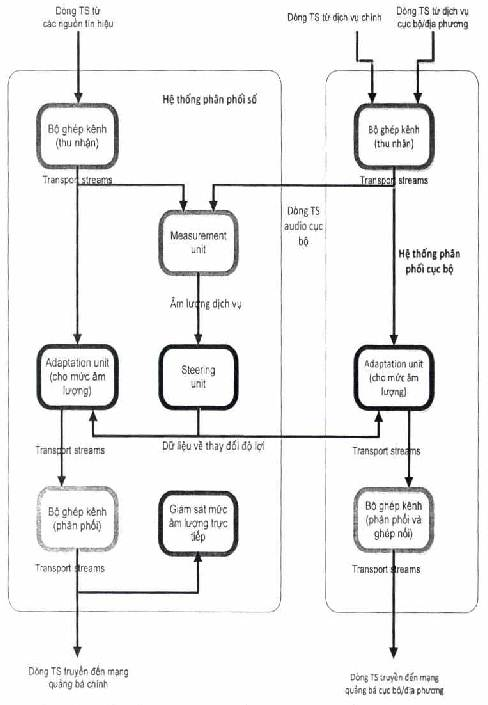 Dòng TS từ
các nguồn tín hiệu
Dòng TS từ dịch vụ chính
Dòng TS từ dịch vụ
cục bộ/địa phương
Hệ thống phân phối số
Bộ ghép kênh
(thu nhận)
Transport streams
Bộ ghép kênh
(thu nhận)
Transport streams
Measurement
unit
Dòng TS
audio cục
bộ
Hệ thống phân
phối cục bộ
Âm lượng dịch vụ
Adaptation unit
(cho mức âm
lượng)
Steering
unit
Adaptation unit
(cho mức âm
lượng)
Transport streams
Dữ liệu về thay đổi độ lợi
Transport streams
Bộ ghép kênh
(phân phối)
Giám sát mức
âm lượng trực
tiếp
Bộ ghép kênh
(phân phối và
ghép nối)
Transport streams
Transport streams
Dòng TS truyền đến mạng
quảng bá chính
Dòng TS truyền đến mạng
quảng bá cục bộ/địa phương